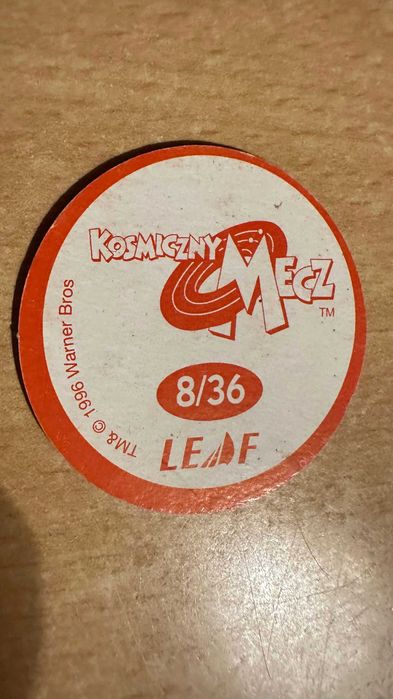 KOSMICZNY
MECZ
TM
8/36
LEAF
TM& © 1996 Warner Bros